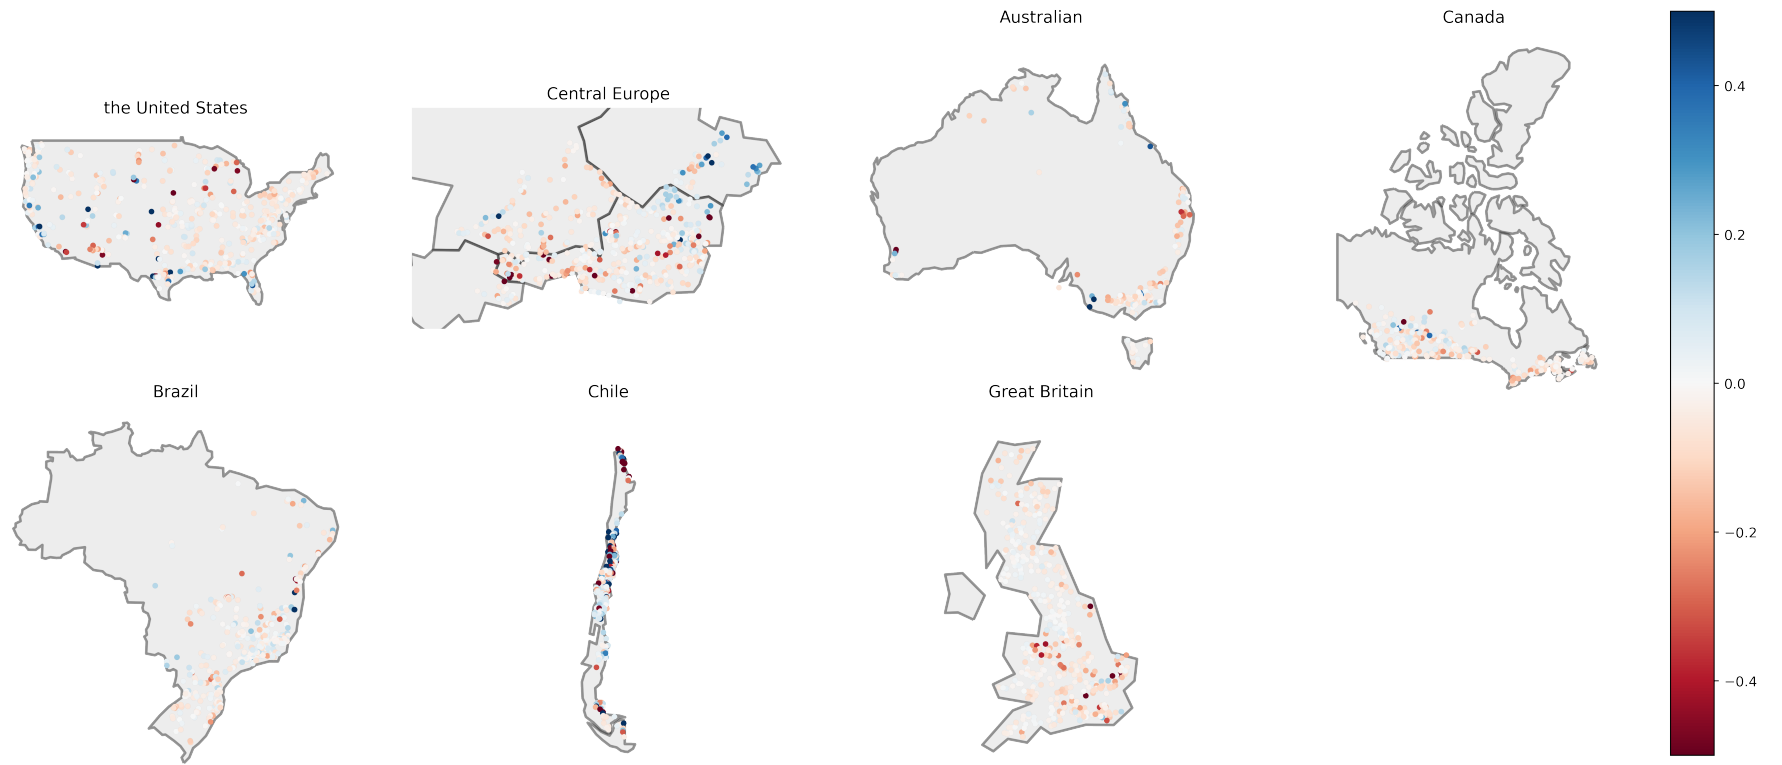 Australian
Canada
the United States
Central Europe
0.4
0.2
0.0
−0.2
−0.4
Brazil
Chile
Great Britain